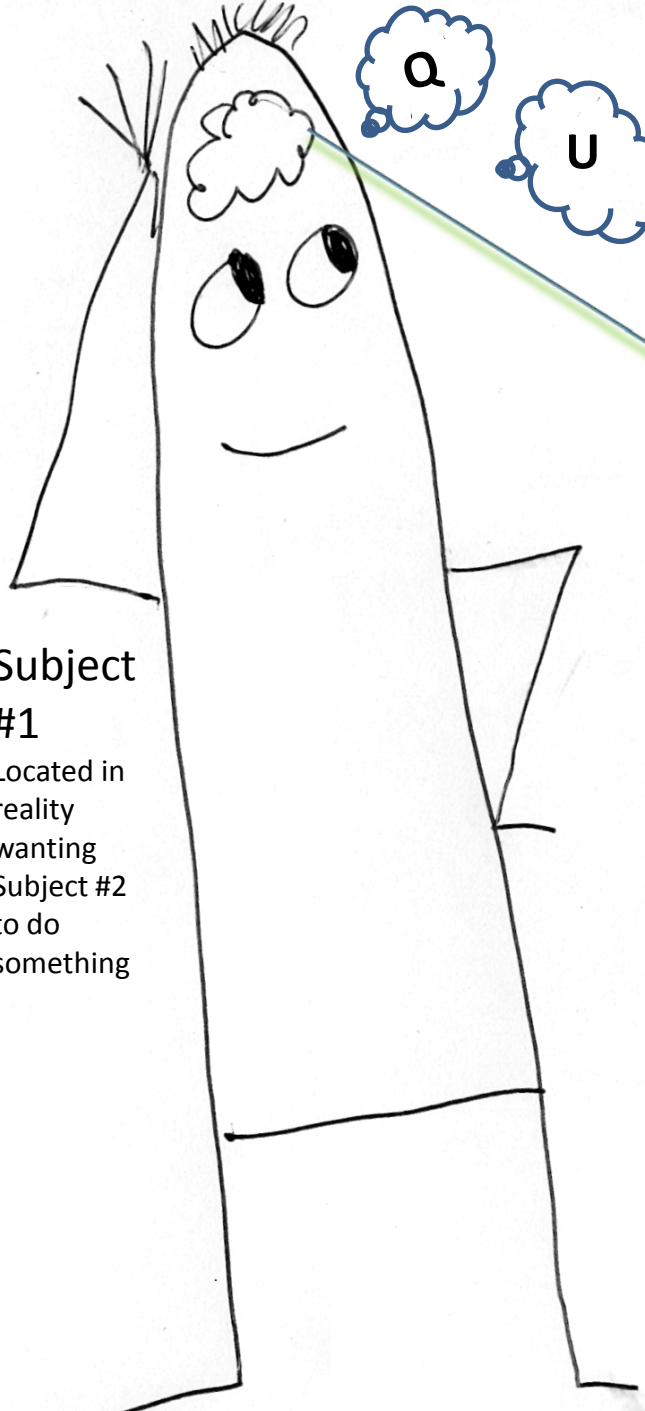 Q
U
Subject
#1
Located in
reality
wanting
Subject #2
to do
something